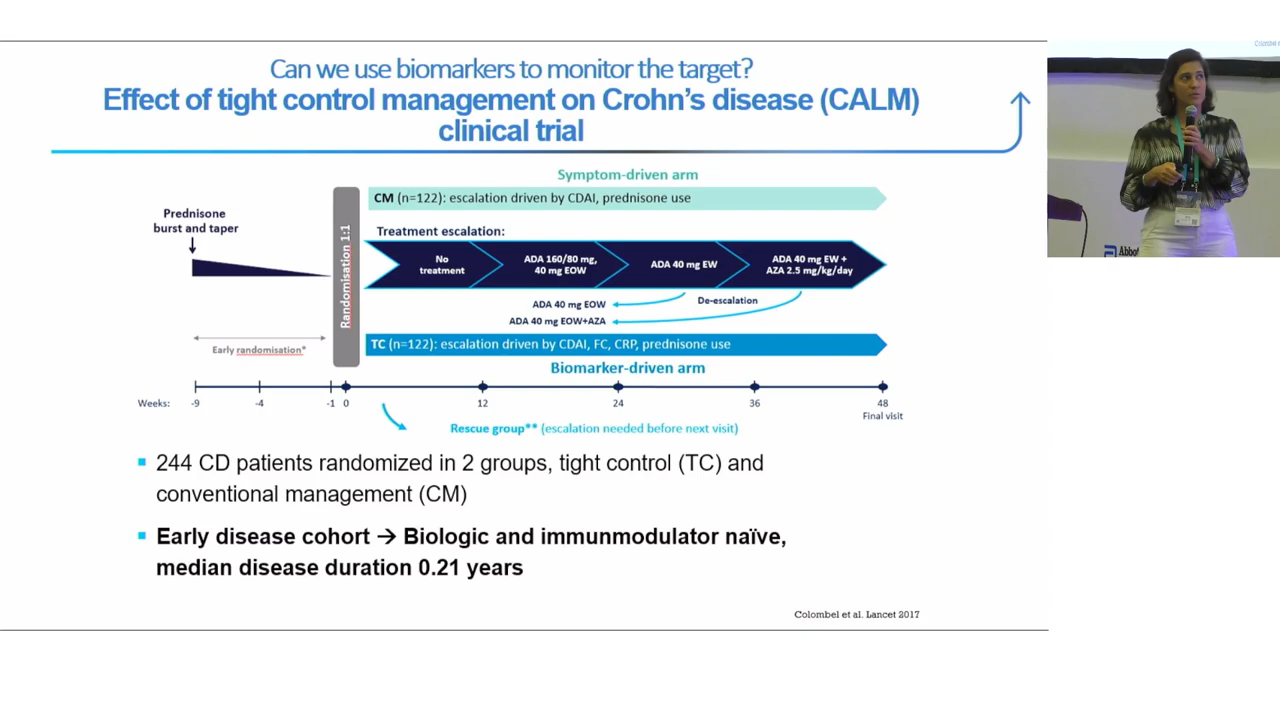 Can we use biomarkers to monitor the target?
Effect of tight control management on Crohn's disease (CALM)
clinical trial
Symptom-driven arm
CM (n=122): escalation driven by CDAI, prednisone use
Prednisone
burst and taper
Randomisation 1:1
Treatment escalation:
No
treatment
ADA 160/80 mg,
40 mg EOW
ADA 40 mg EW
ADA 40 mg EW +
AZA 2.5 mg/kg/day
ADA 40 mg EOW
De-escalation
ADA 40 mg EOW+AZA
Early randomisation*
TC (n=122): escalation driven by CDAI, FC, CRP, prednisone use
Biomarker-driven arm
Weeks: -9 -4 -1 0 12 24 36 48
Final visit
Rescue group** (escalation needed before next visit)
▪ 244 CD patients randomized in 2 groups, tight control (TC) and
conventional management (CM)
▪ Early disease cohort → Biologic and immunmodulator naïve,
median disease duration 0.21 years
Colombel et al. Lancet 2017